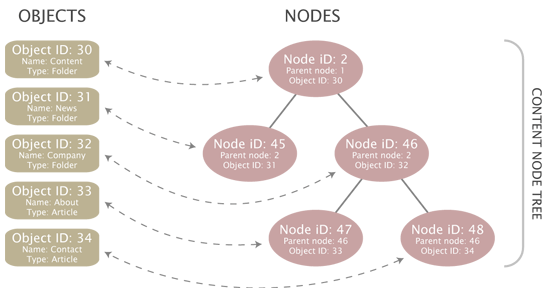 OBJECTS
Object ID: 30
Name: Content
Type: Folder
Object ID: 31
Name: News
Type: Folder
Object ID: 32
Name: Company
Type: Folder
Object ID: 33
Name: About
Type: Article
Object ID: 34
Name: Contact
Type: Article
NODES
Node iD: 2
Parent node: 1
Object ID: 30
Node iD: 45
Parent node: 2
Object ID: 31
Node iD: 46
Parent node: 2
Object ID: 32
Node iD: 47
Parent node: 46
Object ID: 33
Node iD: 48
Parent node: 46
Object ID: 34
CONTENT NODE TREE